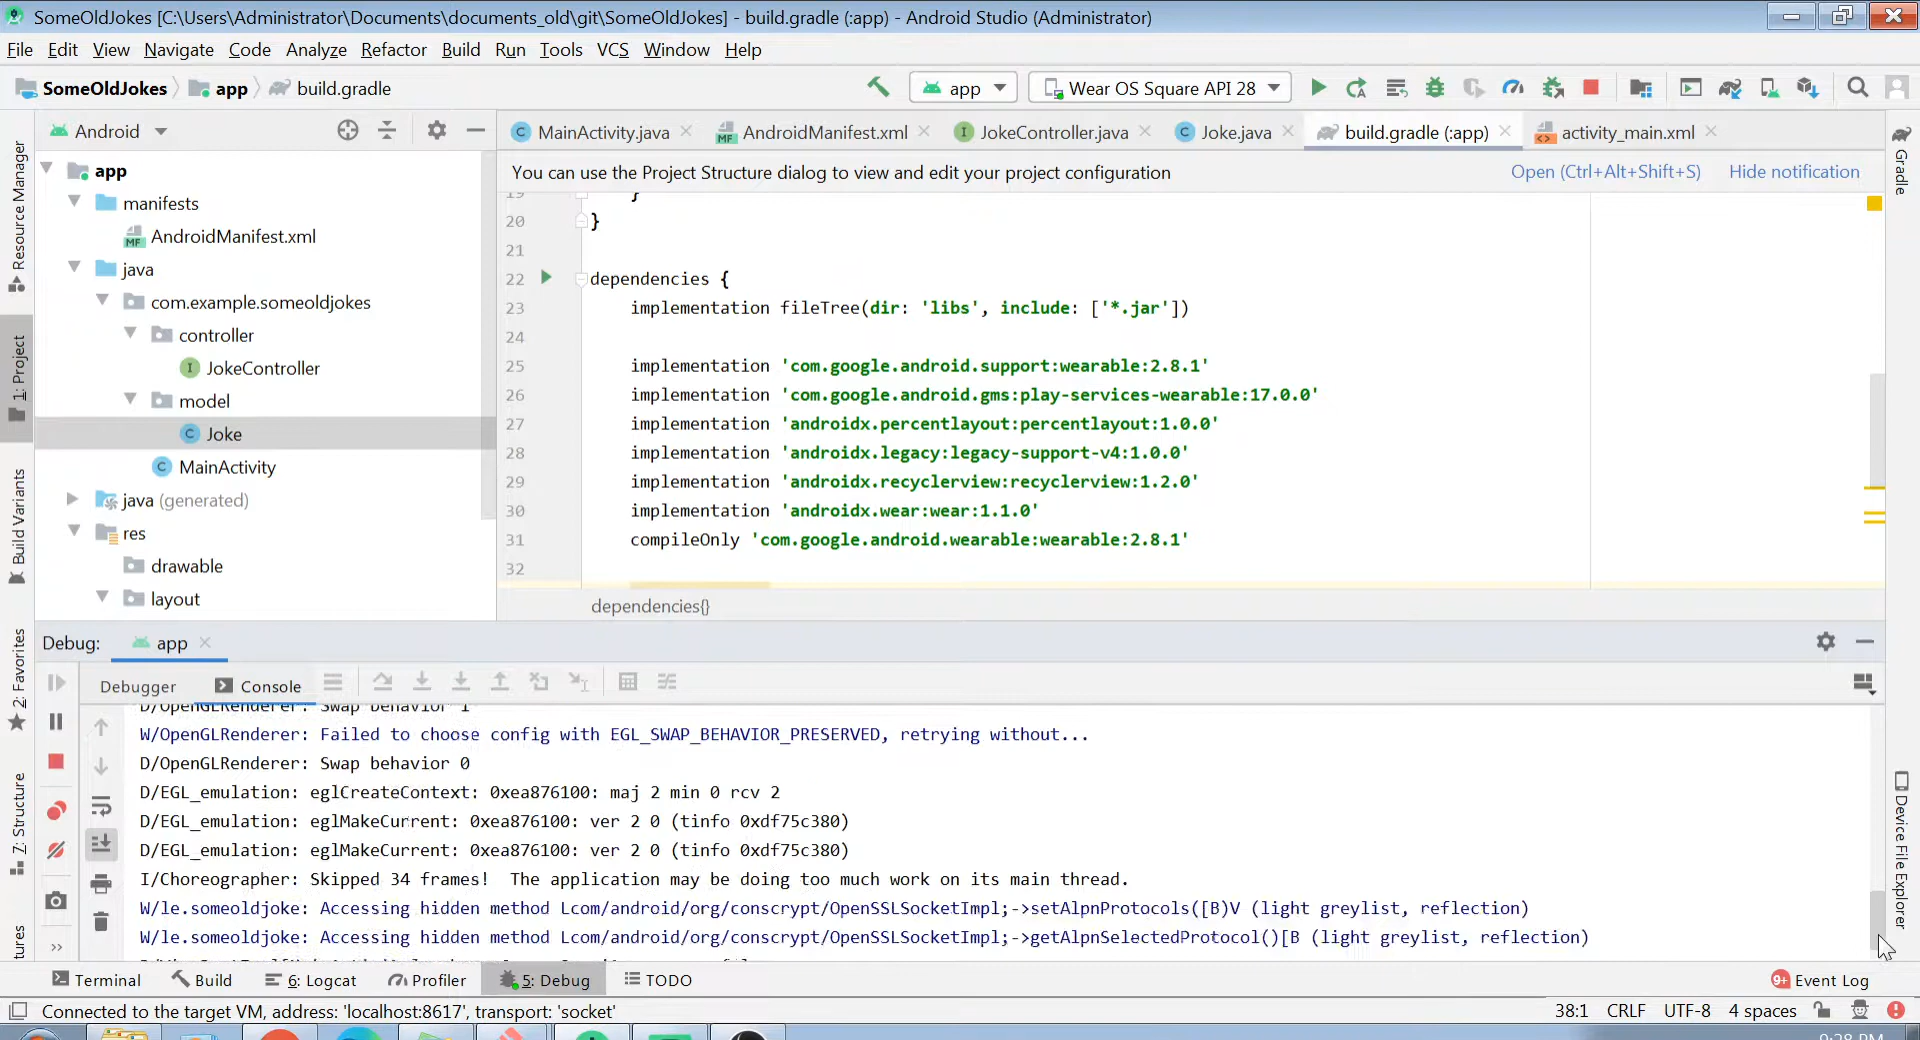 SomeOldJokes [C:\Users\Administrator\Documents\documents_old\git\SomeOldJokes] - build.gradle (:app) - Android Studio (Administrator)
File Edit View Navigate Code Analyze Refactor Build Run Tools VCS Window Help
SomeOldJokes app build.gradle app Wear OS Square API 28
Android MainActivity.java AndroidManifest.xml JokeController.java Joke.java build.gradle (:app) activity_main.xml
You can use the Project Structure dialog to view and edit your project configuration Open (Ctrl+Alt+Shift+S) Hide notification
app
manifests
AndroidManifest.xml
java
com.example.someoldjokes
controller
JokeController
model
Joke
MainActivity
java (generated)
res
drawable
layout
19 }
20 }
21
22 dependencies {
23 implementation fileTree(dir: 'libs', include: ['*.jar'])
24
25 implementation 'com.google.android.support:wearable:2.8.1'
26 implementation 'com.google.android.gms:play-services-wearable:17.0.0'
27 implementation 'androidx.percentlayout:percentlayout:1.0.0'
28 implementation 'androidx.legacy:legacy-support-v4:1.0.0'
29 implementation 'androidx.recyclerview:recyclerview:1.2.0'
30 implementation 'androidx.wear:wear:1.1.0'
31 compileOnly 'com.google.android.wearable:wearable:2.8.1'
32
dependencies{}
Resource Manager
1: Project
Build Variants
2: Favorites
7: Structure
Gradle
Device File Explorer
Debug: app
Debugger Console
D/OpenGLRenderer: Swap behavior 1
W/OpenGLRenderer: Failed to choose config with EGL_SWAP_BEHAVIOR_PRESERVED, retrying without...
D/OpenGLRenderer: Swap behavior 0
D/EGL_emulation: eglCreateContext: 0xea876100: maj 2 min 0 rcv 2
D/EGL_emulation: eglMakeCurrent: 0xea876100: ver 2 0 (tinfo 0xdf75c380)
D/EGL_emulation: eglMakeCurrent: 0xea876100: ver 2 0 (tinfo 0xdf75c380)
I/Choreographer: Skipped 34 frames!  The application may be doing too much work on its main thread.
W/le.someoldjoke: Accessing hidden method Lcom/android/org/conscrypt/OpenSSLSocketImpl;->setAlpnProtocols([B)V (light greylist, reflection)
W/le.someoldjoke: Accessing hidden method Lcom/android/org/conscrypt/OpenSSLSocketImpl;->getAlpnSelectedProtocol()[B (light greylist, reflection)
Terminal Build 6: Logcat Profiler 5: Debug TODO 9+ Event Log
Connected to the target VM, address: 'localhost:8617', transport: 'socket' 38:1 CRLF UTF-8 4 spaces